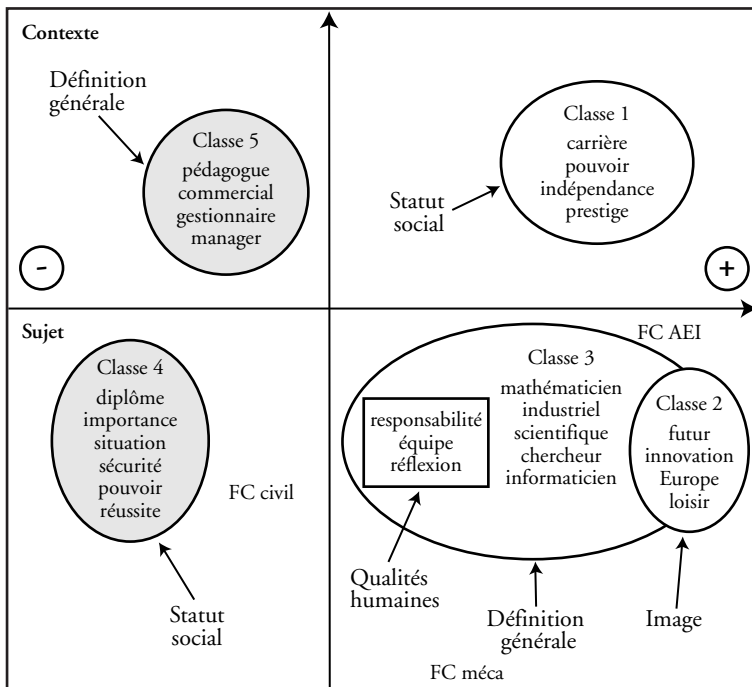 Contexte
Définition
générale
Classe 5
pédagogue
commercial
gestionnaire
manager
Classe 1
carrière
pouvoir
indépendance
prestige
Statut
social
-
+
Sujet
FC AEI
Classe 4
diplôme
importance
situation
sécurité
pouvoir
réussite
FC civil
Statut
social
Classe 3
mathématicien
industriel
scientifique
chercheur
informaticien
responsabilité
équipe
réflexion
Classe 2
futur
innovation
Europe
loisir
Qualités
humaines
Définition
générale
Image
FC méca